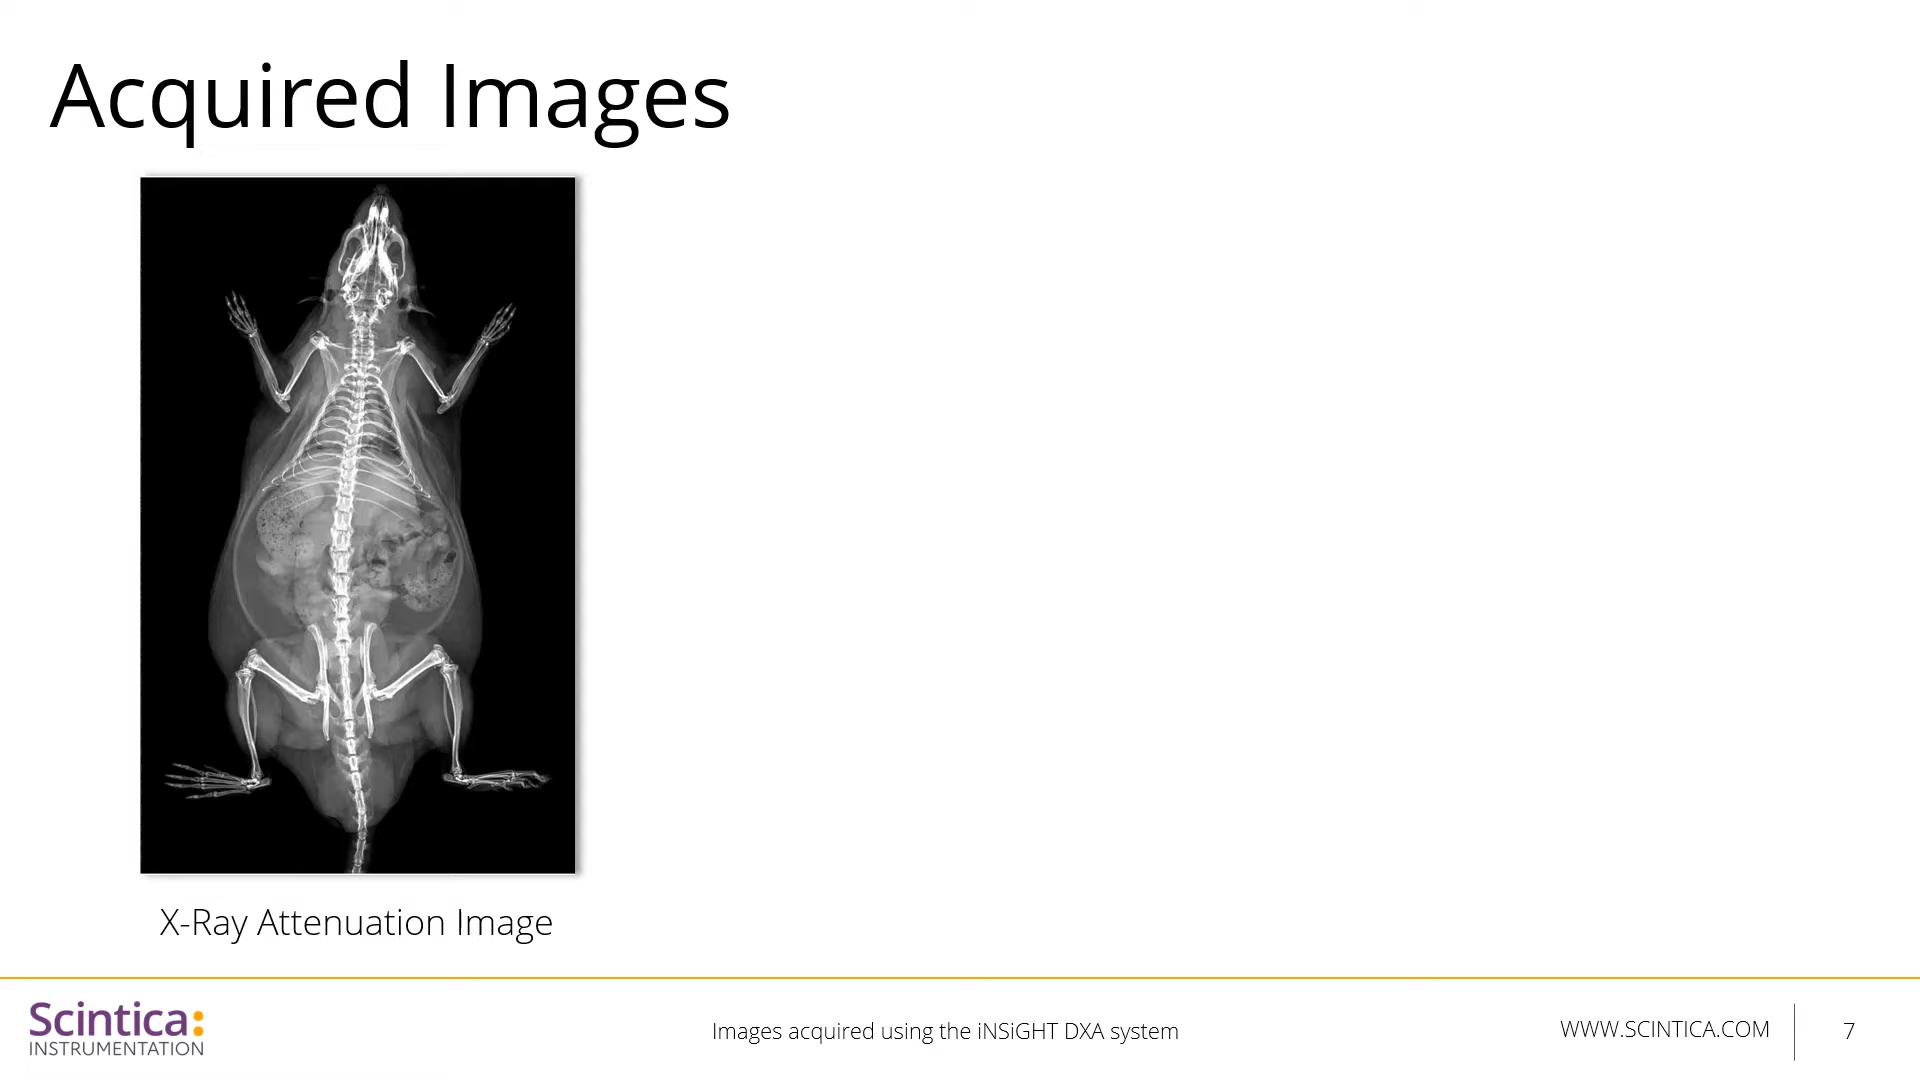 Acquired Images
X-Ray Attenuation Image
Scintica:
INSTRUMENTATION
Images acquired using the iNSiGHT DXA system
WWW.SCINTICA.COM
7